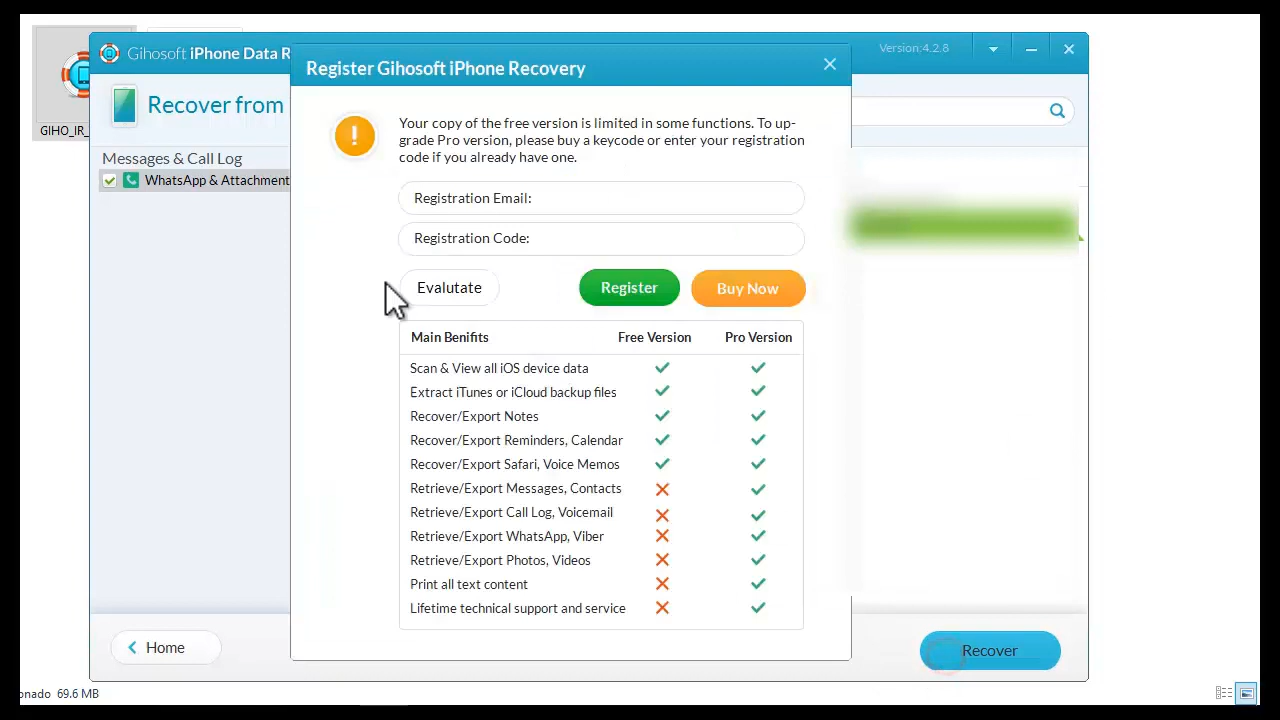 Gihosoft iPhone Data R
Version:4.2.8
Register Gihosoft iPhone Recovery
GIHO_IR_
Recover from
Your copy of the free version is limited in some functions. To up-
grade Pro version, please buy a keycode or enter your registration
code if you already have one.
Messages & Call Log
WhatsApp & Attachment
Registration Email:
Registration Code:
Evalutate
Register
Buy Now
Main Benifits Free Version Pro Version
Scan & View all iOS device data
Extract iTunes or iCloud backup files
Recover/Export Notes
Recover/Export Reminders, Calendar
Recover/Export Safari, Voice Memos
Retrieve/Export Messages, Contacts
Retrieve/Export Call Log, Voicemail
Retrieve/Export WhatsApp, Viber
Retrieve/Export Photos, Videos
Print all text content
Lifetime technical support and service
Home
Recover
onado 69.6 MB